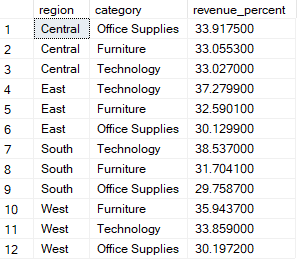 region category revenue_percent
1 Central Office Supplies 33.917500
2 Central Furniture 33.055300
3 Central Technology 33.027000
4 East Technology 37.279900
5 East Furniture 32.590100
6 East Office Supplies 30.129900
7 South Technology 38.537000
8 South Furniture 31.704100
9 South Office Supplies 29.758700
10 West Furniture 35.943700
11 West Technology 33.859000
12 West Office Supplies 30.197200